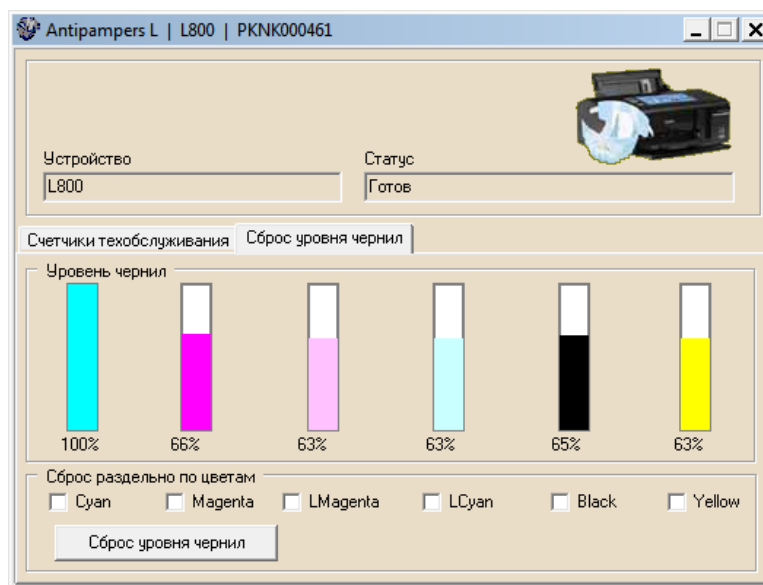 Antipampers L | L800 | PKNK000461
Устройство Статус
L800 Готов
Счетчики техобслуживания Сброс уровня чернил
Уровень чернил
100% 66% 63% 63% 65% 63%
Сброс раздельно по цветам
Cyan Magenta LMagenta LCyan Black Yellow
Сброс уровня чернил